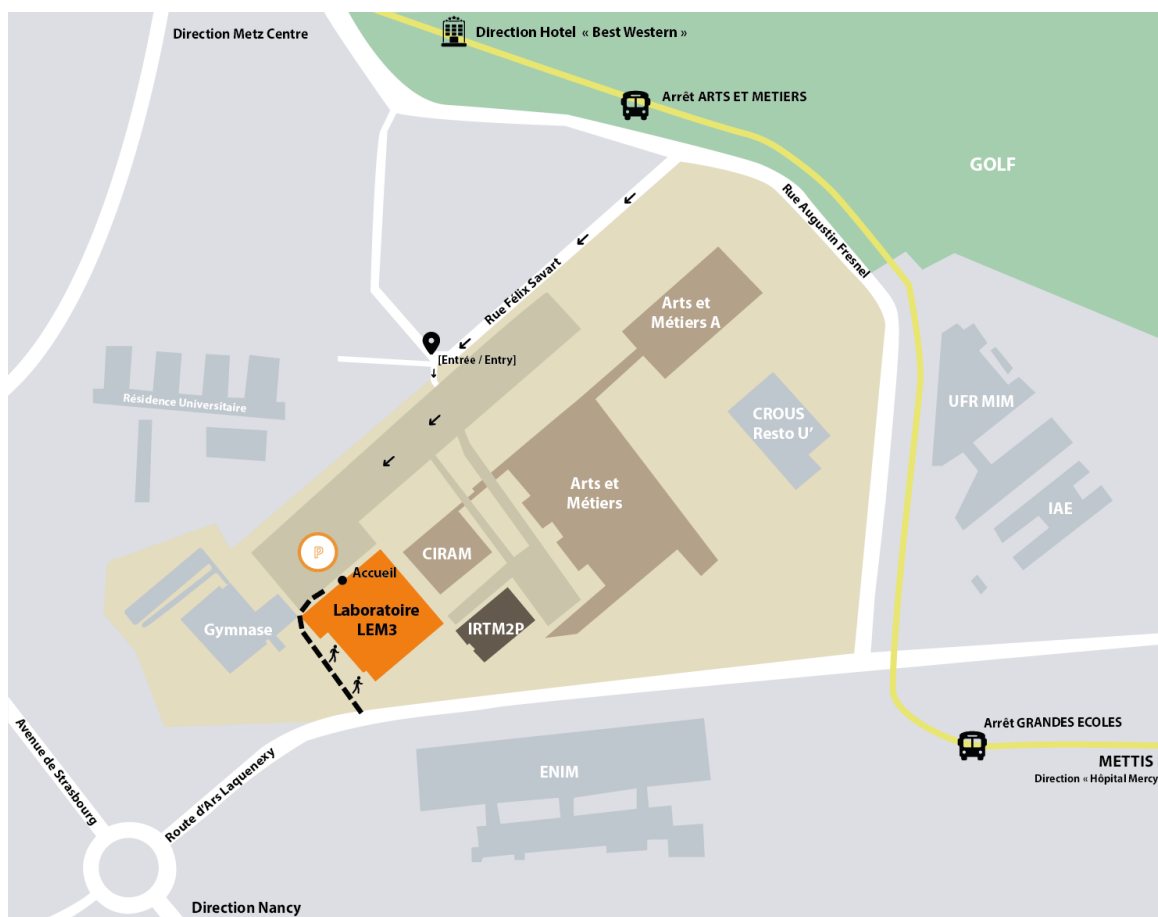 Direction Metz Centre
Direction Hotel « Best Western »
Arrêt ARTS ET METIERS
GOLF
Rue Augustin Fresnel
Rue Félix Savart
Arts et
Métiers A
[Entrée / Entry]
Résidence Universitaire
CROUS
Resto U'
UFR MIM
Arts et
Métiers
IAE
P
CIRAM
Accueil
Laboratoire
LEM3
Gymnase
IRTM2P
Arrêt GRANDES ECOLES
METTIS
Direction « Hôpital Mercy
Avenue de Strasbourg
Route d'Ars Laquenexy
ENIM
Direction Nancy